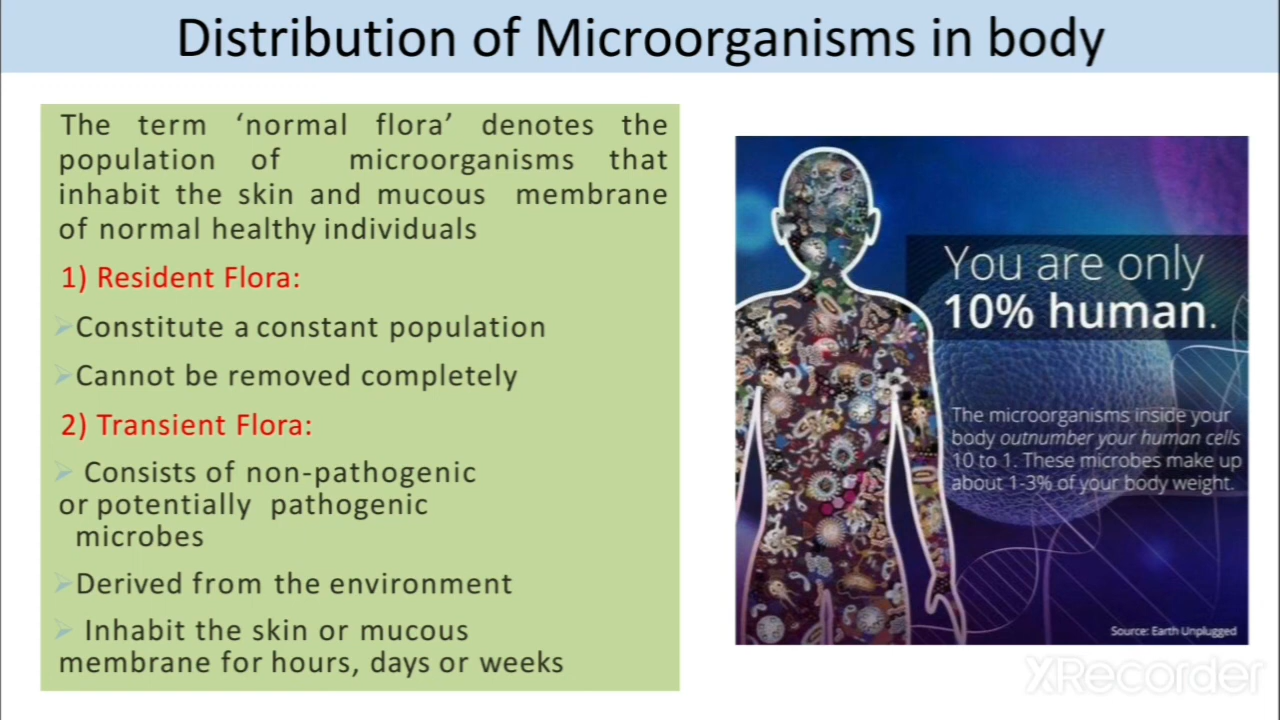 Distribution of Microorganisms in body
The term ‘normal flora’ denotes the
population of microorganisms that
inhabit the skin and mucous membrane
of normal healthy individuals
1) Resident Flora:
Constitute a constant population
Cannot be removed completely
2) Transient Flora:
Consists of non-pathogenic
or potentially pathogenic
microbes
Derived from the environment
Inhabit the skin or mucous
membrane for hours, days or weeks
You are only
10% human.
The microorganisms inside your
body outnumber your human cells
10 to 1. These microbes make up
about 1-3% of your body weight.
Source: Earth Unplugged
XRecorder